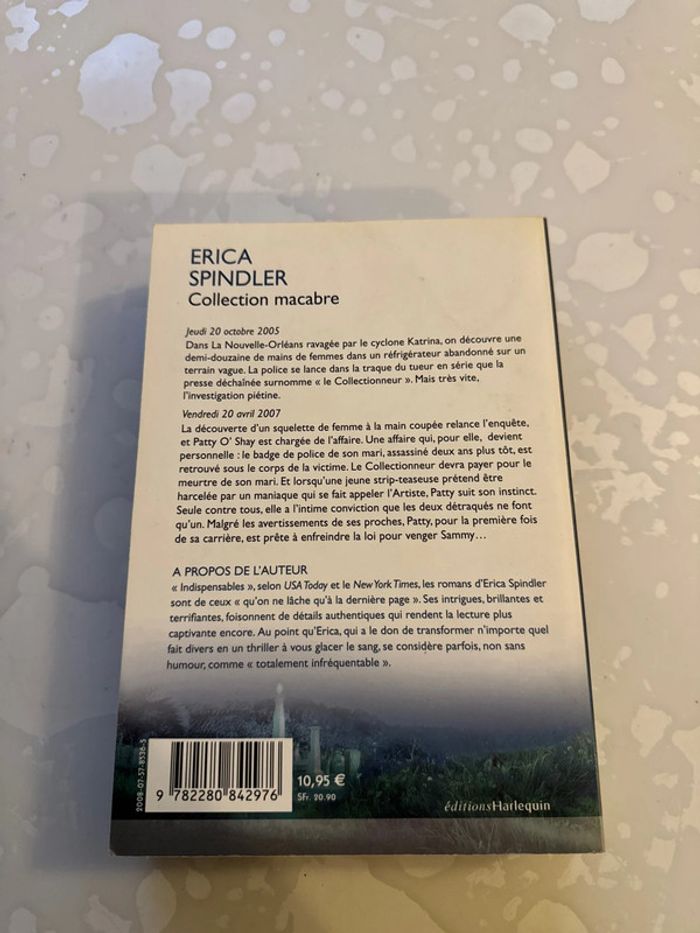 ERICA
SPINDLER
Collection macabre
Jeudi 20 octobre 2005
Dans La Nouvelle-Orléans ravagée par le cyclone Katrina, on découvre une
demi-douzaine de mains de femmes dans un réfrigérateur abandonné sur un
terrain vague. La police se lance dans la traque du tueur en série que la
presse déchaînée surnomme « le Collectionneur ». Mais très vite,
l'investigation piétine.
Vendredi 20 avril 2007
La découverte d'un squelette de femme à la main coupée relance l'enquête,
et Patty O' Shay est chargée de l'affaire. Une affaire qui, pour elle, devient
personnelle : le badge de police de son mari, assassiné deux ans plus tôt, est
retrouvé sous le corps de la victime. Le Collectionneur devra payer pour le
meurtre de son mari. Et lorsqu'une jeune strip-teaseuse prétend être
harcelée par un maniaque qui se fait appeler l'Artiste, Patty suit son instinct.
Seule contre tous, elle a l'intime conviction que les deux détraqués ne font
qu'un. Malgré les avertissements de ses proches, Patty, pour la première fois
de sa carrière, est prête à enfreindre la loi pour venger Sammy…
A PROPOS DE L'AUTEUR
« Indispensables », selon USA Today et le New York Times, les romans d'Erica Spindler
sont de ceux « qu'on ne lâche qu'à la dernière page ». Ses intrigues, brillantes et
terrifiantes, foisonnent de détails authentiques qui rendent la lecture plus
captivante encore. Au point qu'Erica, qui a le don de transformer n'importe quel
fait divers en un thriller à vous glacer le sang, se considère parfois, non sans
humour, comme « totalement infréquentable ».
2008-07-57-8536-5
9 782280 842976
10,95 €
SFr. 20.90
éditionsHarlequin